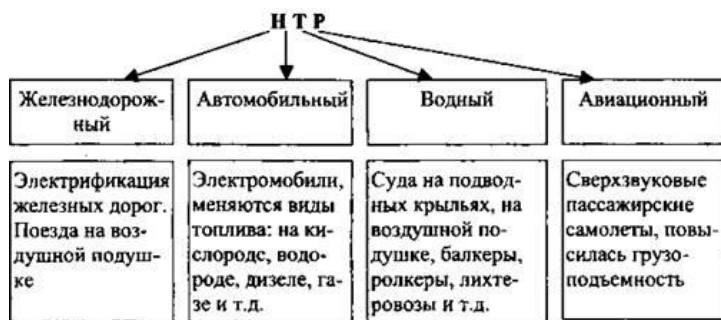 Н Т Р
Железнодорож-
ный
Автомобильный
Водный
Авиационный
Электрификация
железных дорог.
Поезда на воз-
душной подуш-
ке
Электромобили,
меняются виды
топлива: на ки-
слороде, водо-
роде, дизеле, га-
зе и т.д.
Суда на подвод-
ных крыльях, на
воздушной по-
душке, балкеры,
ролкеры, лихте-
ровозы и т.д.
Сверхзвуковые
пассажирские
самолеты, повы-
силась грузо-
подъемность